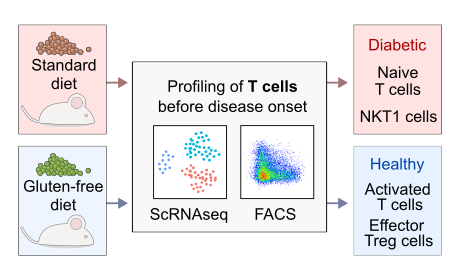 Standard
diet
Gluten-free
diet
Profiling of T cells
before disease onset
ScRNAseq
FACS
Diabetic
Naive
T cells
NKT1 cells
Healthy
Activated
T cells
Effector
Treg cells